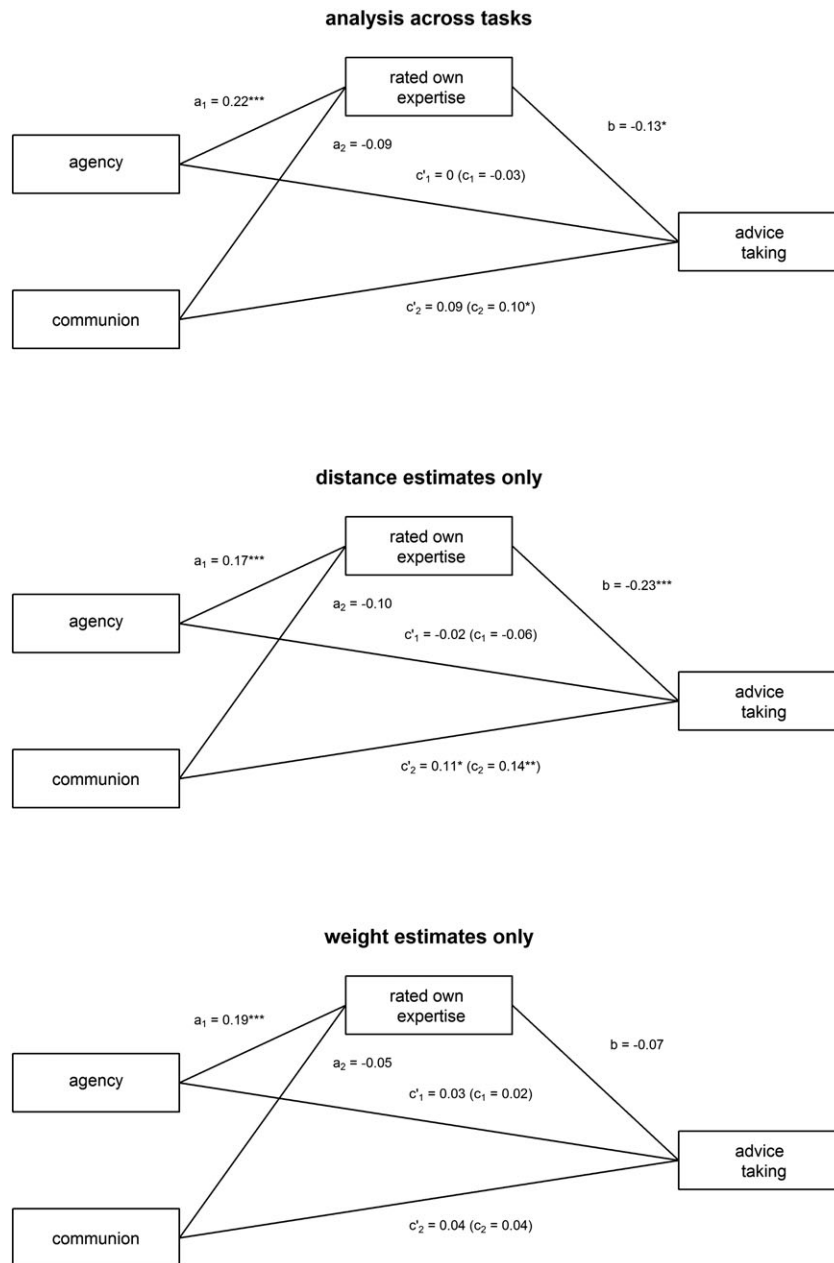 analysis across tasks
rated own
expertise
a₁ = 0.22***
b = -0.13*
a₂ = -0.09
agency
c'₁ = 0 (c₁ = -0.03)
advice
taking
communion
c'₂ = 0.09 (c₂ = 0.10*)
distance estimates only
rated own
expertise
a₁ = 0.17***
b = -0.23***
a₂ = -0.10
agency
c'₁ = -0.02 (c₁ = -0.06)
advice
taking
communion
c'₂ = 0.11* (c₂ = 0.14**)
weight estimates only
rated own
expertise
a₁ = 0.19***
b = -0.07
a₂ = -0.05
agency
c'₁ = 0.03 (c₁ = 0.02)
advice
taking
communion
c'₂ = 0.04 (c₂ = 0.04)